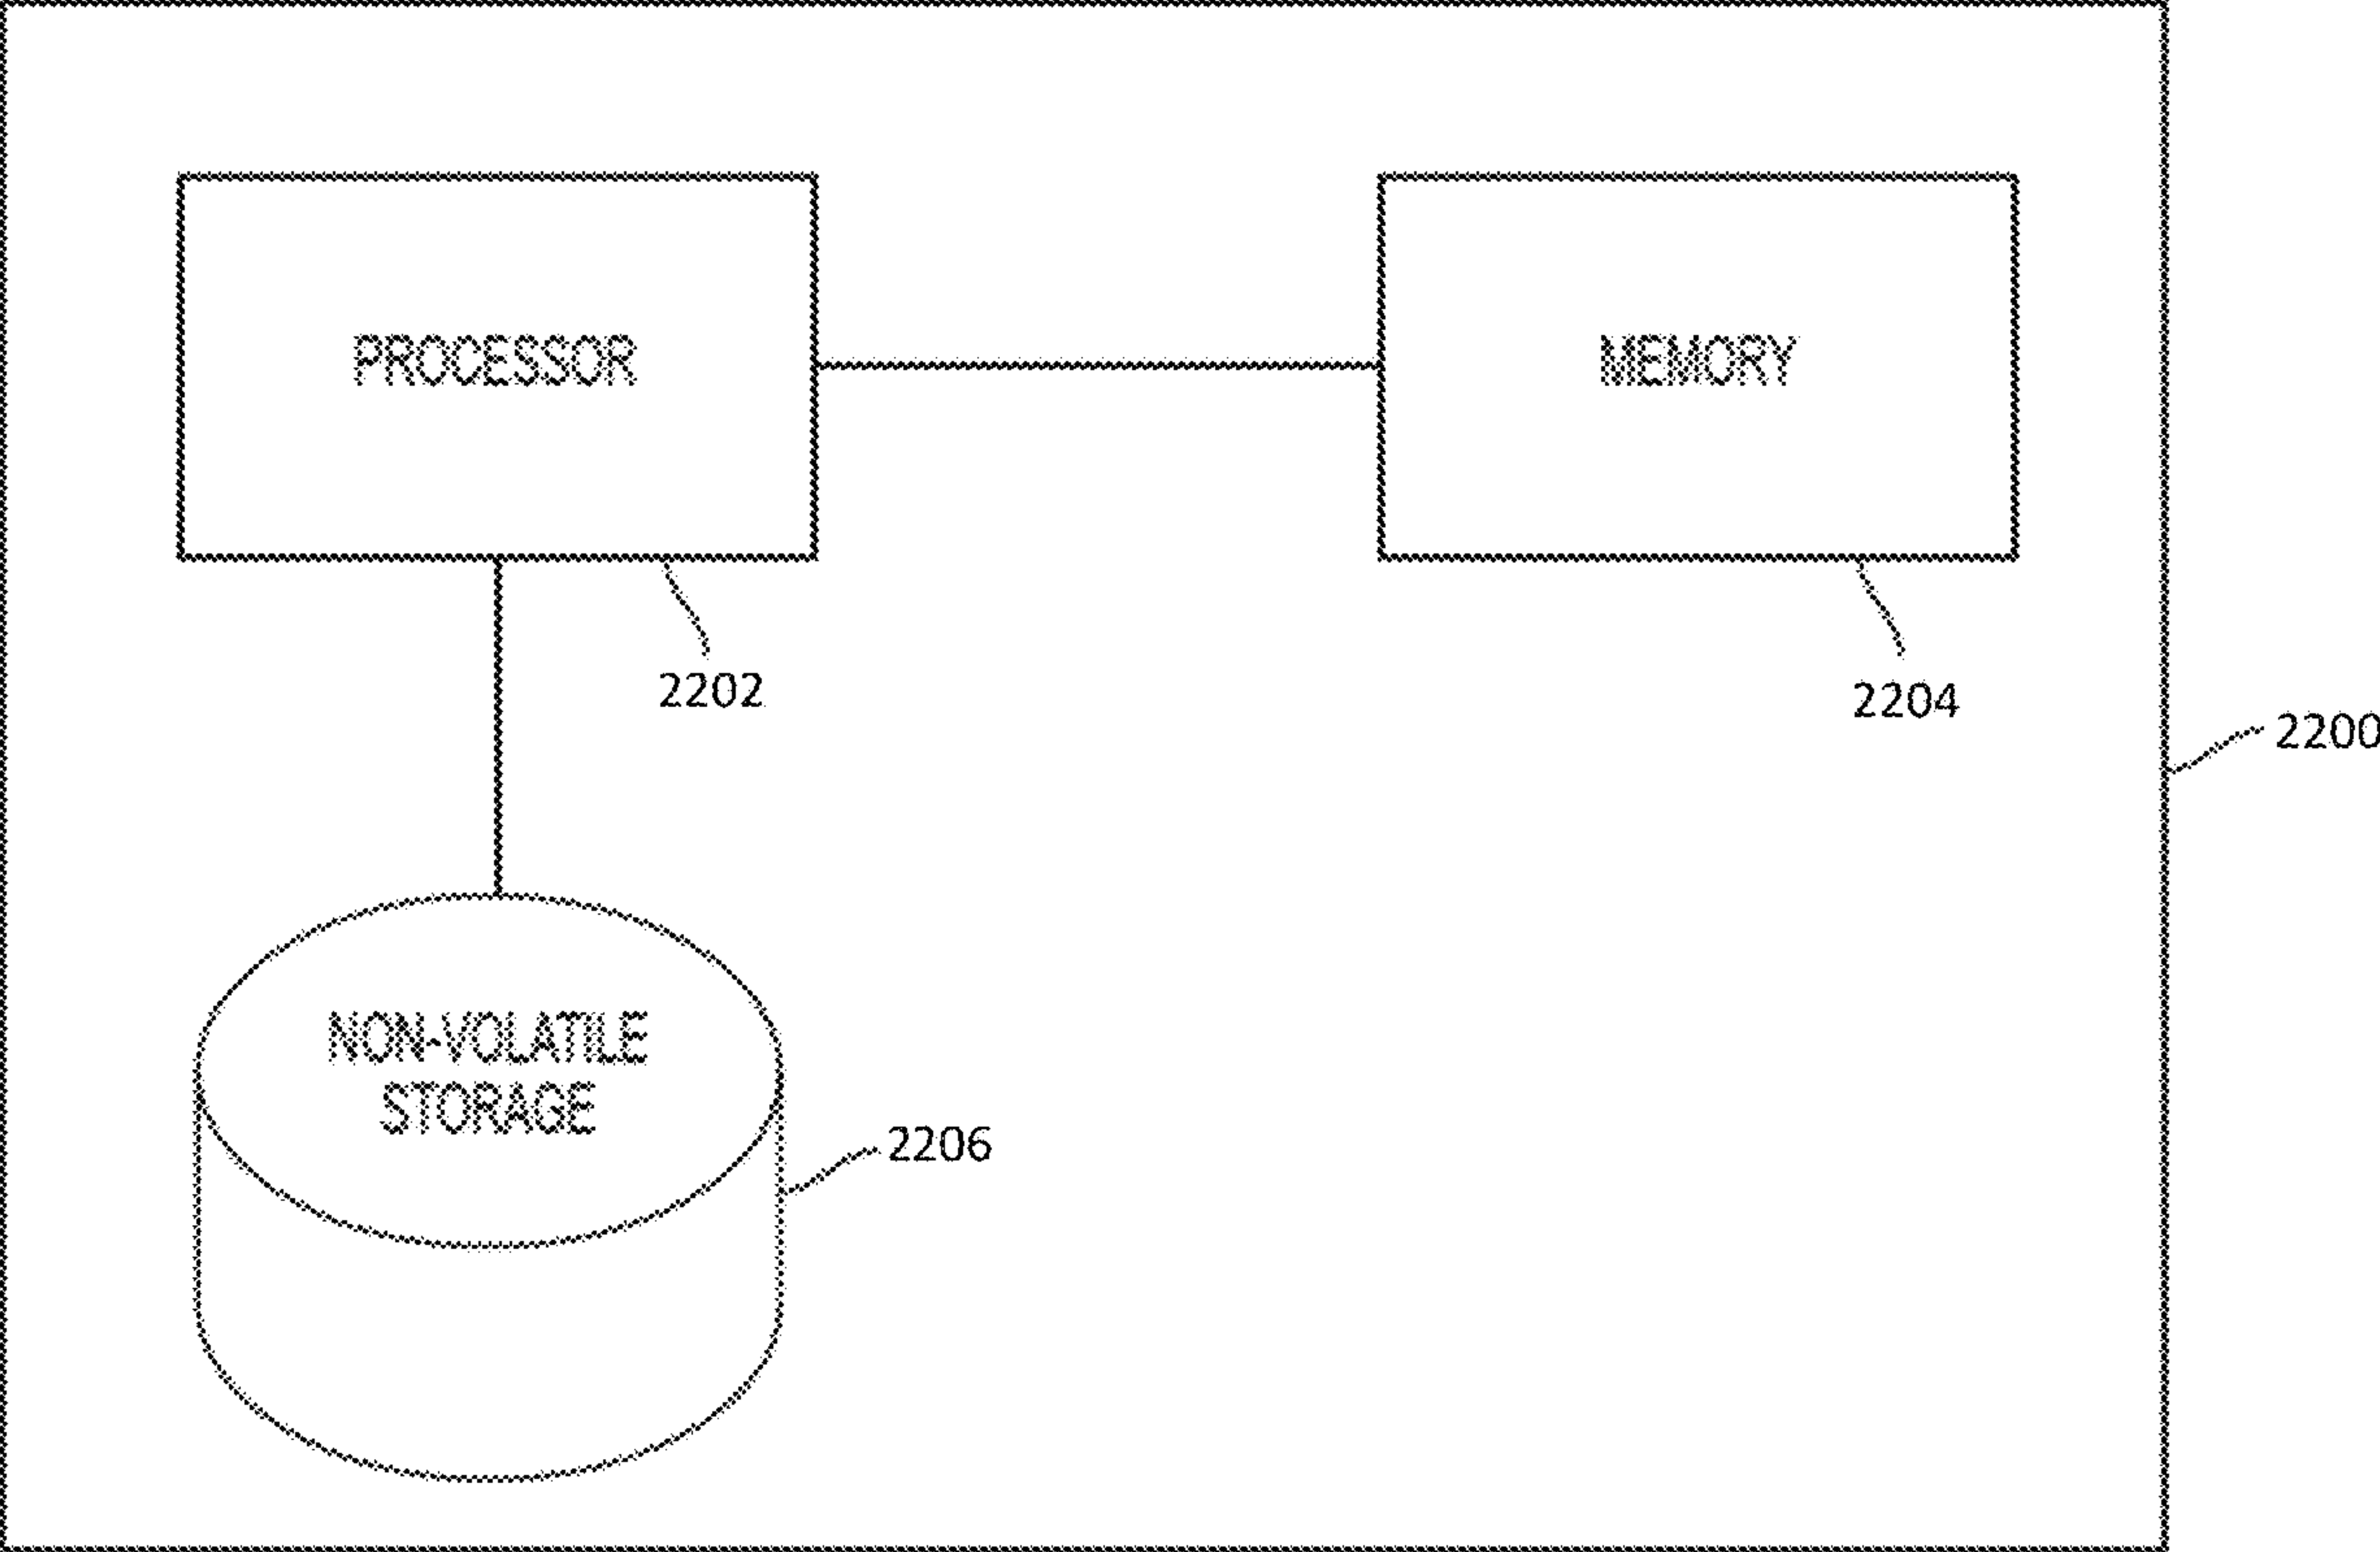 PROCESSOR
MEMORY
2202
2204
2200
NON-VOLATILE
STORAGE
2206